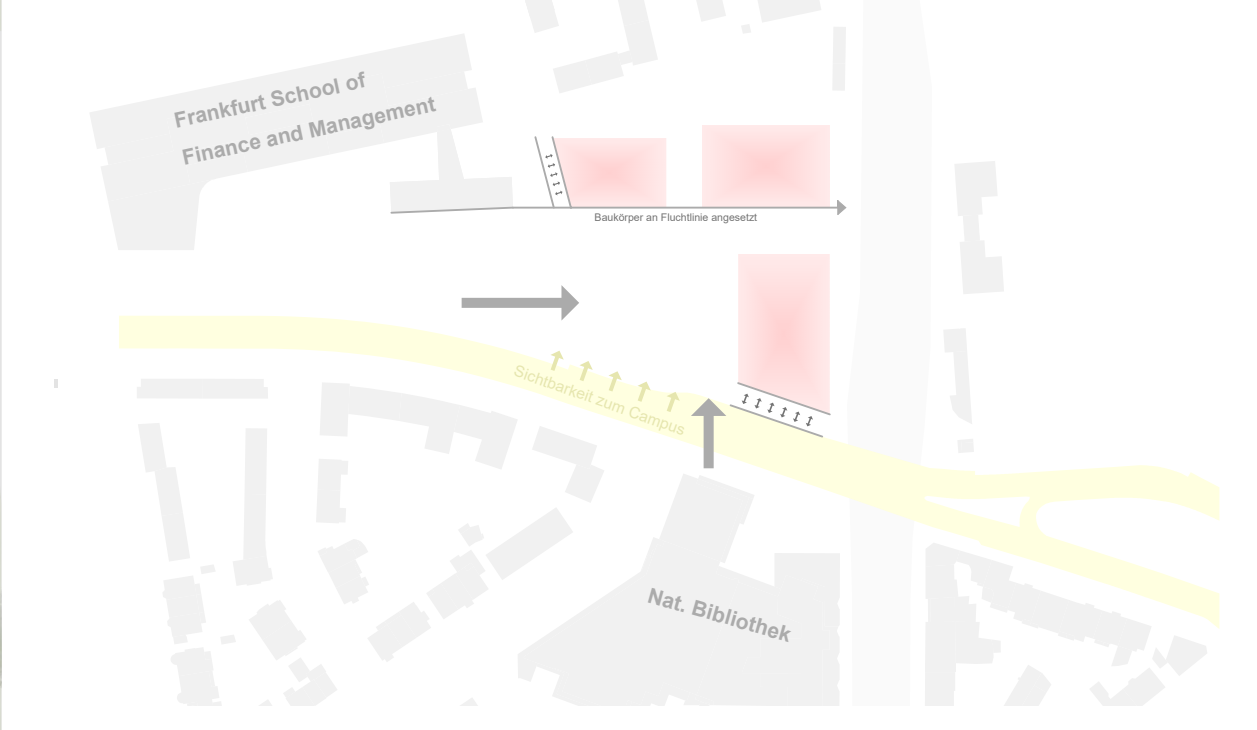 Frankfurt School of
Finance and Management
Baukörper an Fluchtlinie angesetzt
Sichtbarkeit zum Campus
Nat. Bibliothek